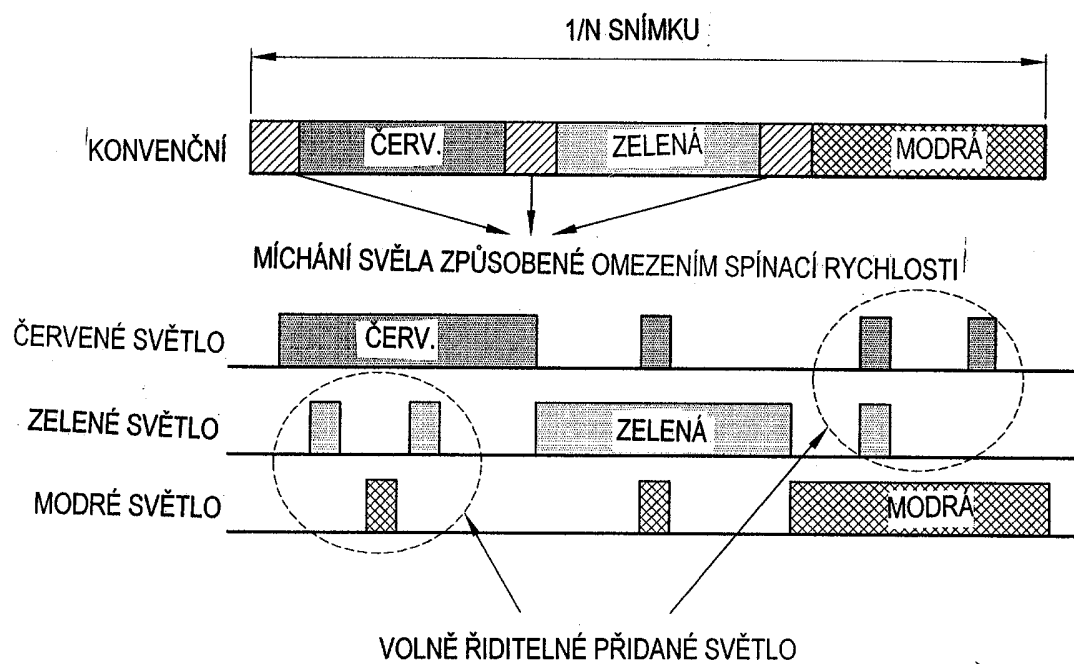 1/N SNÍMKU
KONVENČNÍ
ČERV.
ZELENÁ
MODRÁ
MÍCHÁNÍ SVĚLA ZPŮSOBENÉ OMEZENÍM SPÍNACÍ RYCHLOSTI
ČERVENÉ SVĚTLO
ČERV.
ZELENÉ SVĚTLO
ZELENÁ
MODRÉ SVĚTLO
MODRÁ
VOLNĚ ŘIDITELNÉ PŘIDANÉ SVĚTLO